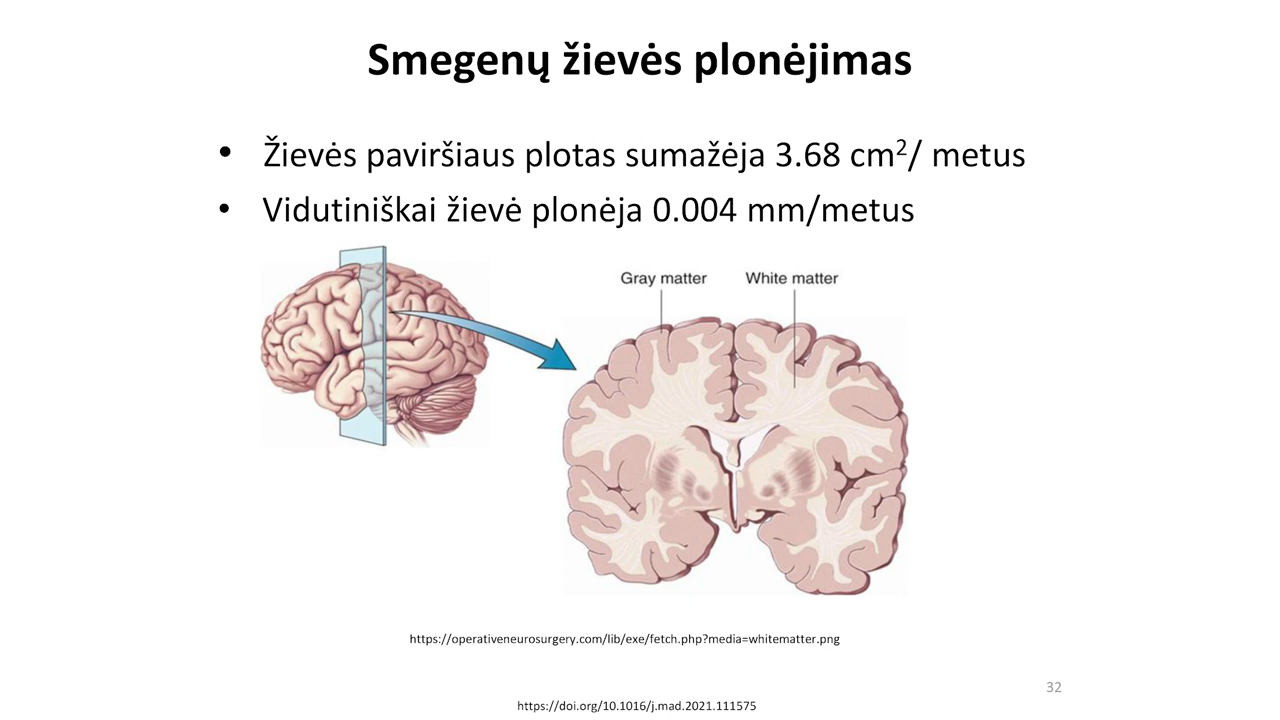 Smegenų žievės plonėjimas
• Žievės paviršiaus plotas sumažėja 3.68 cm²/ metus
• Vidutiniškai žievė plonėja 0.004 mm/metus
Gray matter White matter
https://operativeneurosurgery.com/lib/exe/fetch.php?media=whitematter.png
32
https://doi.org/10.1016/j.mad.2021.111575